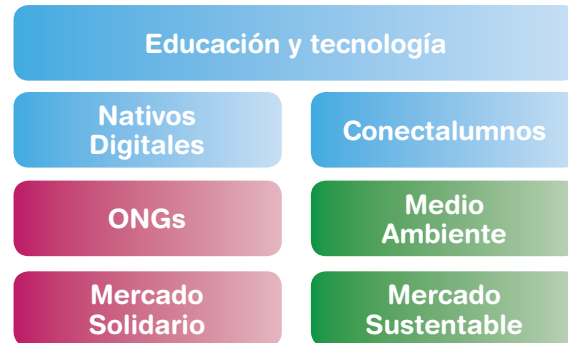 Educación y tecnología
Nativos
Digitales
Conectalumnos
ONGs
Medio
Ambiente
Mercado
Solidario
Mercado
Sustentable